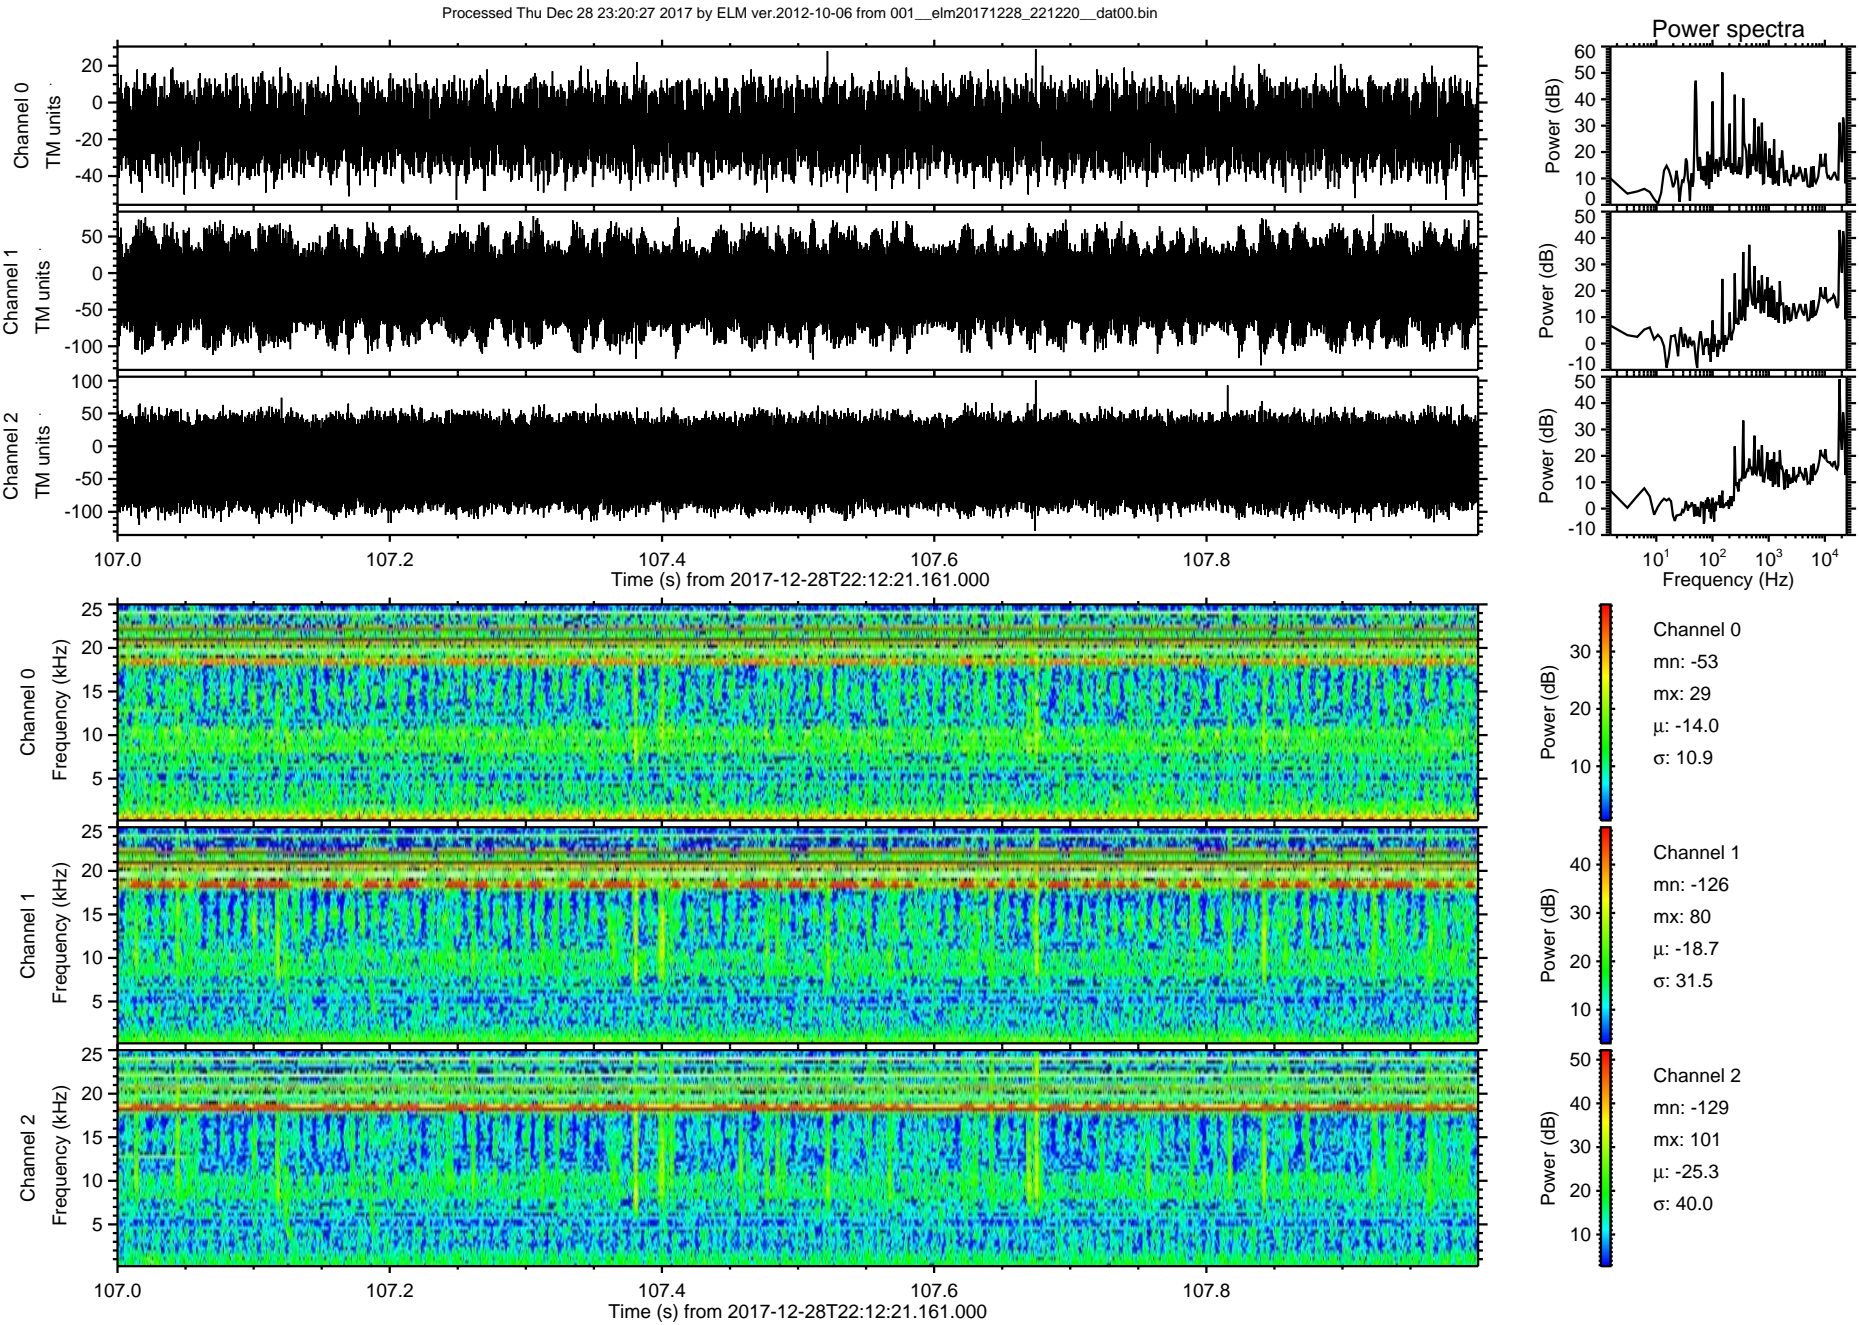 Processed Thu Dec 28 23:20:27 2017 by ELM ver.2012-10-06 from 001__elm20171228_221220__dat00.bin
Power spectra
Channel 0
TM units
20
0
-20
-40
Power (dB)
60
50
40
30
20
10
0
Channel 1
TM units
50
0
-50
-100
Power (dB)
50
40
30
20
10
0
-10
Channel 2
TM units
100
50
0
-50
-100
Power (dB)
50
40
30
20
10
0
-10
107.0 107.2 107.4 107.6 107.8
Time (s) from 2017-12-28T22:12:21.161.000
10^1 10^2 10^3 10^4
Frequency (Hz)
Channel 0
Frequency (kHz)
25
20
15
10
5
Power (dB)
30
20
10
Channel 0
mn: -53
mx: 29
μ: -14.0
σ: 10.9
Channel 1
Frequency (kHz)
25
20
15
10
5
Power (dB)
40
30
20
10
Channel 1
mn: -126
mx: 80
μ: -18.7
σ: 31.5
Channel 2
Frequency (kHz)
25
20
15
10
5
Power (dB)
50
40
30
20
10
Channel 2
mn: -129
mx: 101
μ: -25.3
σ: 40.0
107.0 107.2 107.4 107.6 107.8
Time (s) from 2017-12-28T22:12:21.161.000